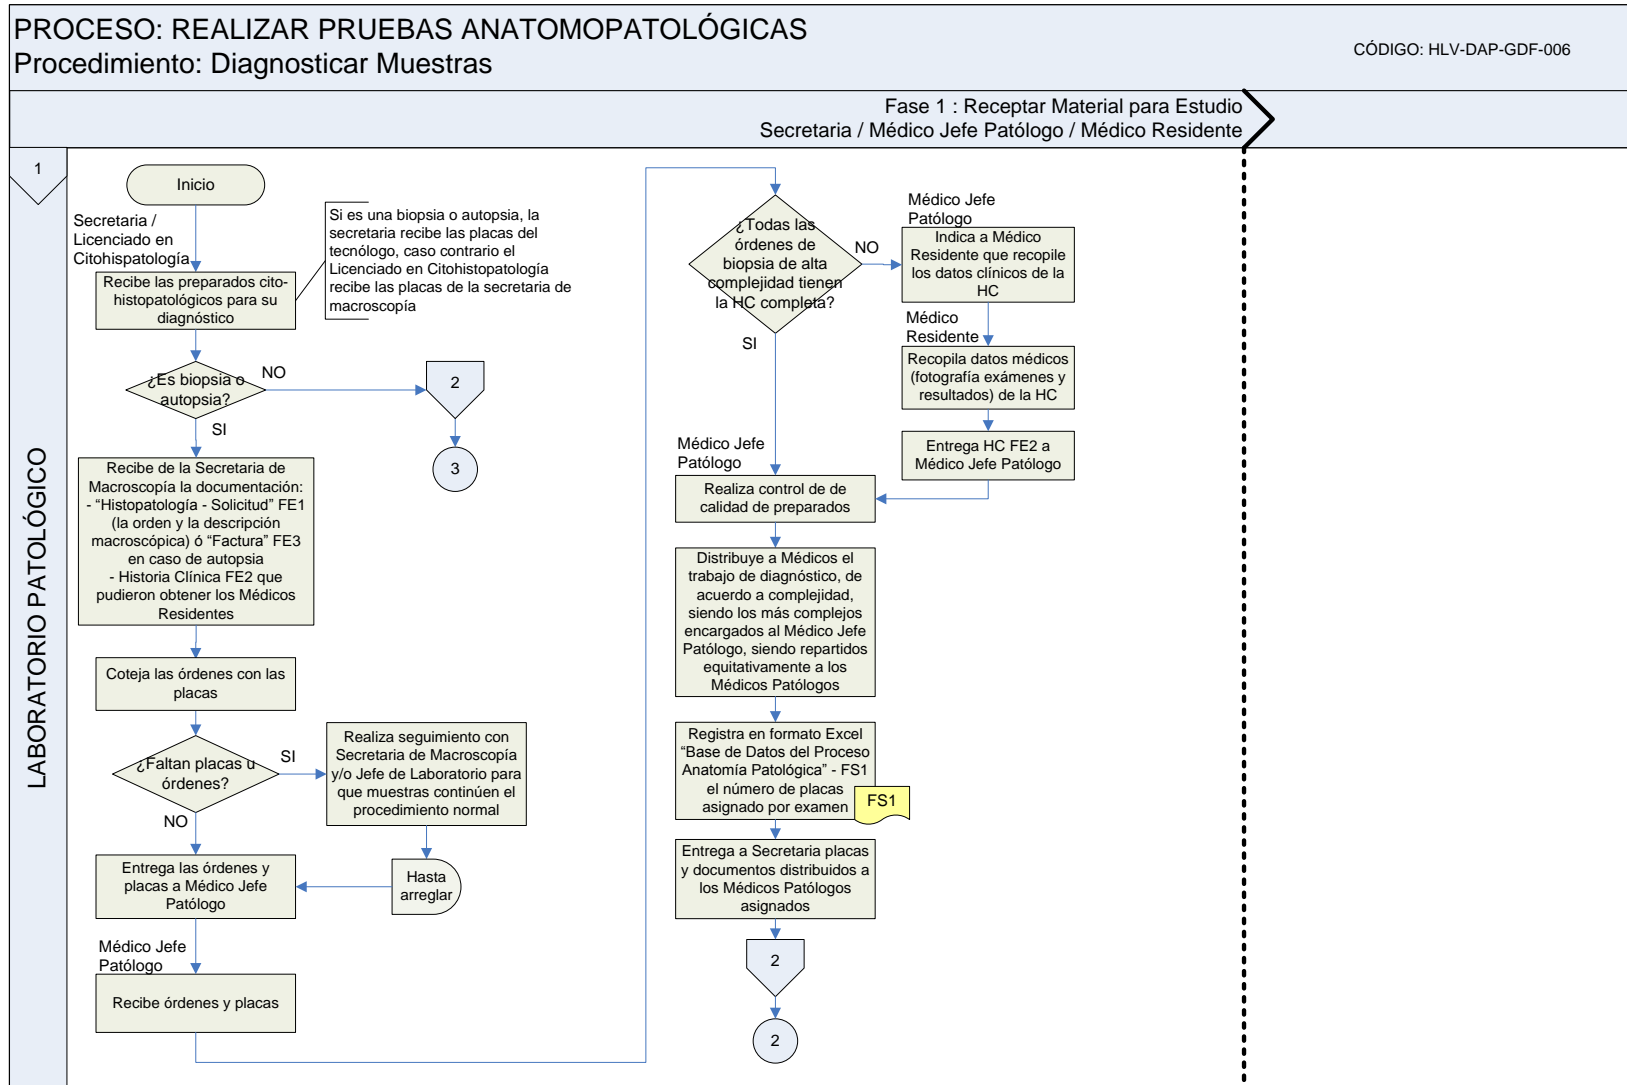 PROCESO: REALIZAR PRUEBAS ANATOMOPATOLÓGICAS
Procedimiento: Diagnosticar Muestras
CÓDIGO: HLV-DAP-GDF-006
Fase 1 : Receptar Material para Estudio
Secretaria / Médico Jefe Patólogo / Médico Residente
1
LABORATORIO PATOLÓGICO
Inicio
Secretaria /
Licenciado en
Citohispatología
Si es una biopsia o autopsia, la
secretaria recibe las placas del
tecnólogo, caso contrario el
Licenciado en Citohistopatología
recibe las placas de la secretaria de
macroscopía
Recibe las preparados cito-
histopatológicos para su
diagnóstico
¿Es biopsia o
autopsia?
NO
2
3
SI
Recibe de la Secretaria de
Macroscopía la documentación:
- “Histopatología - Solicitud” FE1
(la orden y la descripción
macroscópica) ó “Factura” FE3
en caso de autopsia
- Historia Clínica FE2 que
pudieron obtener los Médicos
Residentes
Coteja las órdenes con las
placas
¿Faltan placas u
órdenes?
SI
Realiza seguimiento con
Secretaria de Macroscopía
y/o Jefe de Laboratorio para
que muestras continúen el
procedimiento normal
NO
Hasta
arreglar
Entrega las órdenes y
placas a Médico Jefe
Patólogo
Médico Jefe
Patólogo
Recibe órdenes y placas
¿Todas las
órdenes de
biopsia de alta
complejidad tienen
la HC completa?
NO
Médico Jefe
Patólogo
Indica a Médico
Residente que recopile
los datos clínicos de la
HC
Médico
Residente
Recopila datos médicos
(fotografía exámenes y
resultados) de la HC
Entrega HC FE2 a
Médico Jefe Patólogo
SI
Médico Jefe
Patólogo
Realiza control de de
calidad de preparados
Distribuye a Médicos el
trabajo de diagnóstico, de
acuerdo a complejidad,
siendo los más complejos
encargados al Médico Jefe
Patólogo, siendo repartidos
equitativamente a los
Médicos Patólogos
Registra en formato Excel
“Base de Datos del Proceso
Anatomía Patológica” - FS1
el número de placas
asignado por examen
FS1
Entrega a Secretaria placas
y documentos distribuidos a
los Médicos Patólogos
asignados
2
2